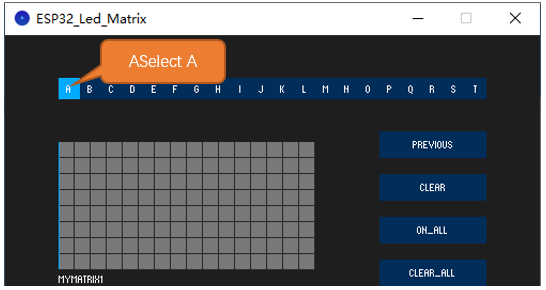 ESP32_Led_Matrix
ASelect A
A B C D E F G H I J K L M N O P Q R S T
PREVIOUS
CLEAR
ON_ALL
CLEAR_ALL
MYMATRIX1